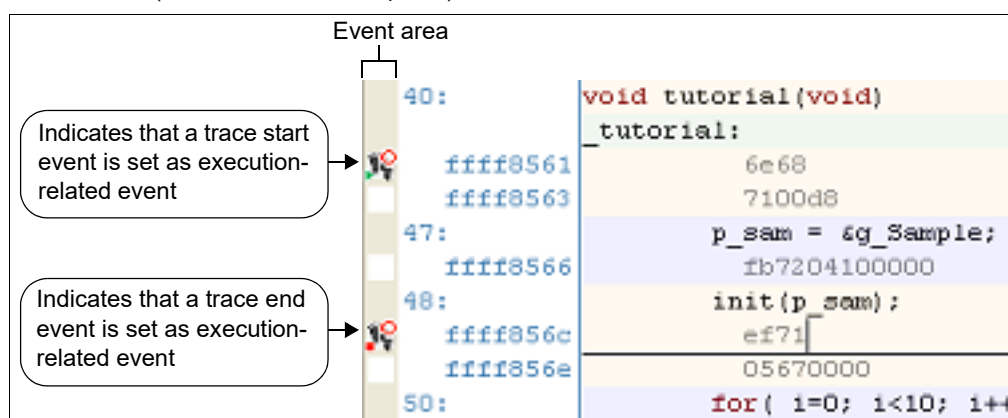 Event area
40:
void tutorial(void)
_tutorial:
Indicates that a trace start
event is set as execution-
related event
ffff8561
6e68
ffff8563
7100d8
47:
p_sam = &g_Sample;
ffff8566
fb7204100000
Indicates that a trace end
event is set as execution-
related event
48:
init(p_sam);
ffff856c
ef71
ffff856e
05670000
50:
for( i=0; i<10; i++